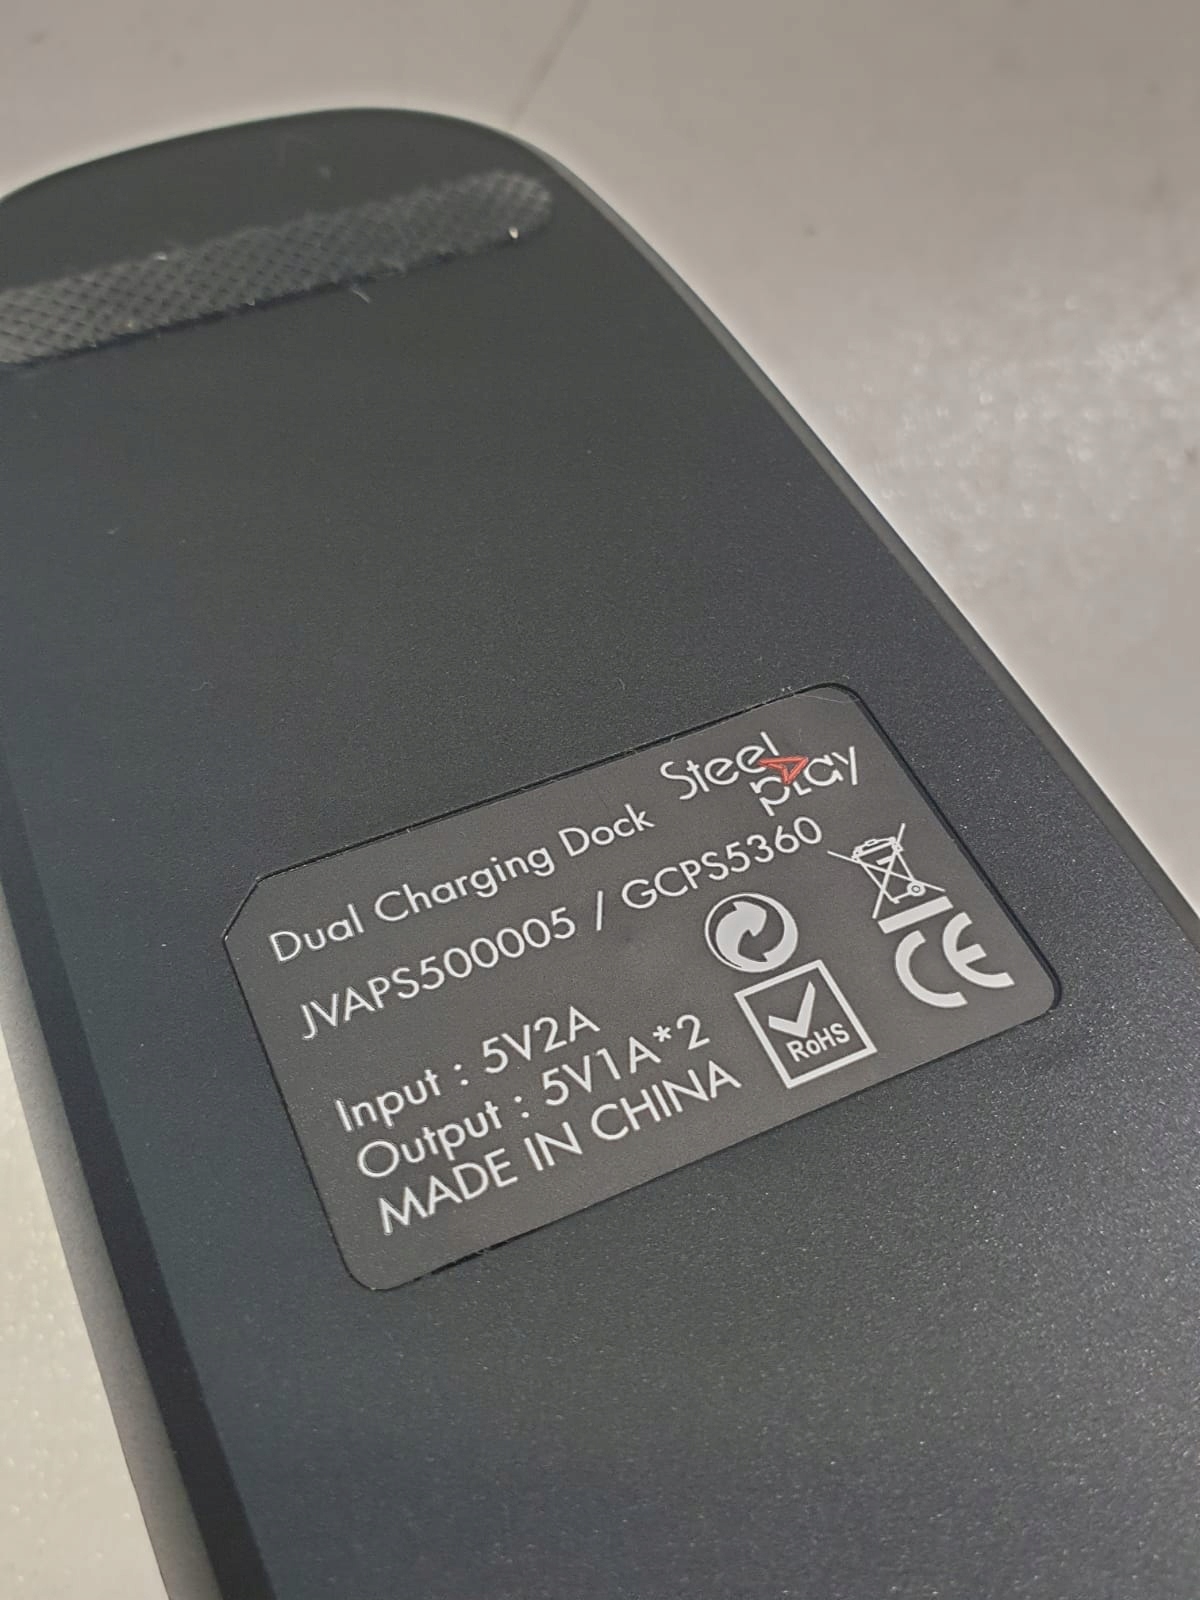 Steel play
Dual Charging Dock
JVAPS500005 / GCPS5360
Input : 5V2A
Output : 5V1A*2
MADE IN CHINA
RoHS
CE